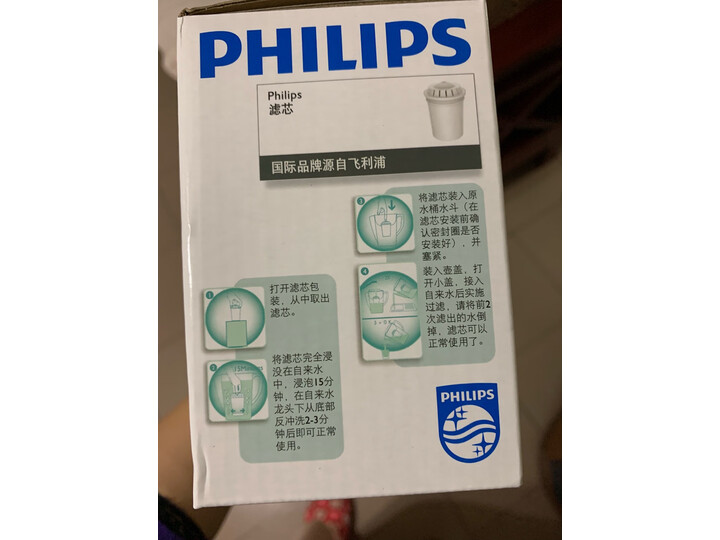 PHILIPS
Philips
滤芯
国际品牌源自飞利浦
1
打开滤芯包
装，从中取出
滤芯。
2
将滤芯完全浸
没在自来水
中，浸泡15分
钟，在自来水
龙头下从底部
反冲洗2-3分
钟后即可正常
使用。
3
将滤芯装入原
水桶水斗（在
滤芯安装前确
认密封圈是否
安装好），并
塞紧。
4
装入壶盖，打
开小盖，接入
自来水后实施
过滤，请将前2
次滤出的水倒
掉，滤芯可以
正常使用了。
PHILIPS